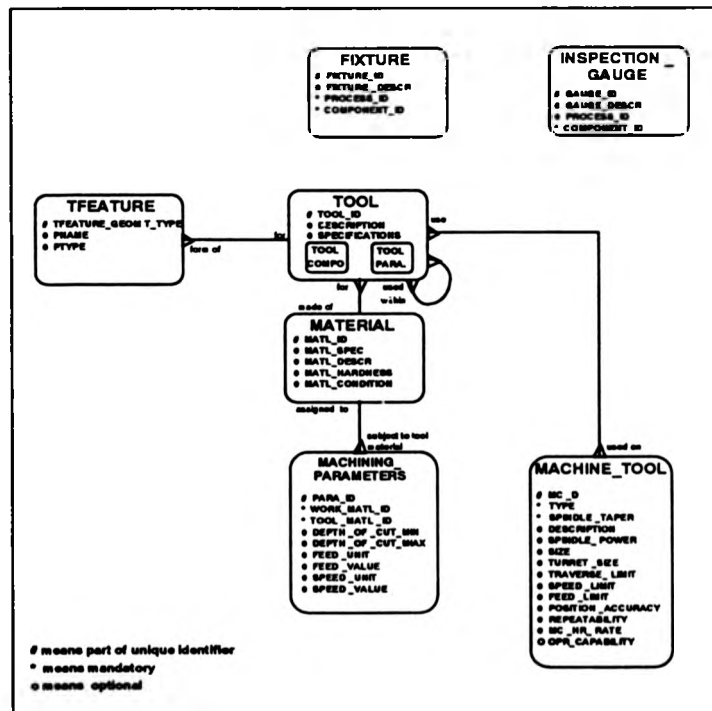 FIXTURE
# FIXTURE_ID
o FIXTURE_DESCR
* PROCESS_ID
* COMPONENT_ID
INSPECTION_
GAUGE
# GAUGE_ID
o GAUGE_DESCR
o PROCESS_ID
* COMPONENT_ID
TFEATURE
# TFEATURE_GEOMT_TYPE
o PNAME
o PTYPE
form of
for
TOOL
# TOOL_ID
o DESCRIPTION
o SPECIFICATIONS
TOOL
COMPO
TOOL
PARA.
use
for
used
within
made of
MATERIAL
# MATL_ID
o MATL_SPEC
o MATL_DESCR
o MATL_HARDNESS
o MATL_CONDITION
assigned to
subject to tool
material
MACHINING_
PARAMETERS
# PARA_ID
* WORK_MATL_ID
* TOOL_MATL_ID
o DEPTH_OF_CUT_MIN
o DEPTH_OF_CUT_MAX
o FEED_UNIT
o FEED_VALUE
o SPEED_UNIT
o SPEED_VALUE
used on
MACHINE_TOOL
# MC_D
* TYPE
* SPINDLE_TAPER
o DESCRIPTION
o SPINDLE_POWER
o SIZE
o TURRET_SIZE
o TRAVERSE_LIMIT
o SPEED_LIMIT
o FEED_LIMIT
o POSITION_ACCURACY
o REPEATABILITY
o MC_HR_RATE
o OPR_CAPABILITY
# means part of unique identifier
* means mandatory
o means optional